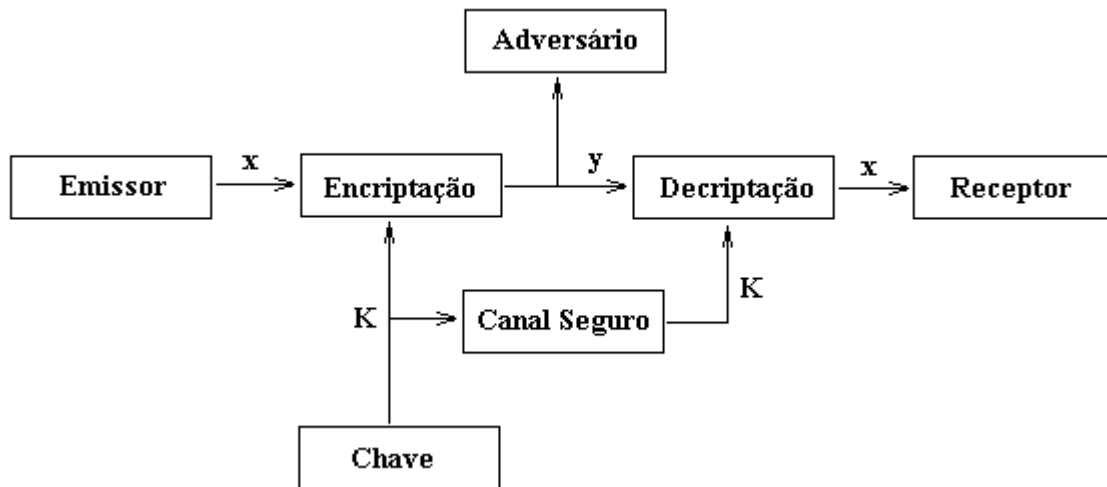 Adversário
Emissor
x
Encriptação
y
Decriptação
x
Receptor
K
Canal Seguro
K
Chave